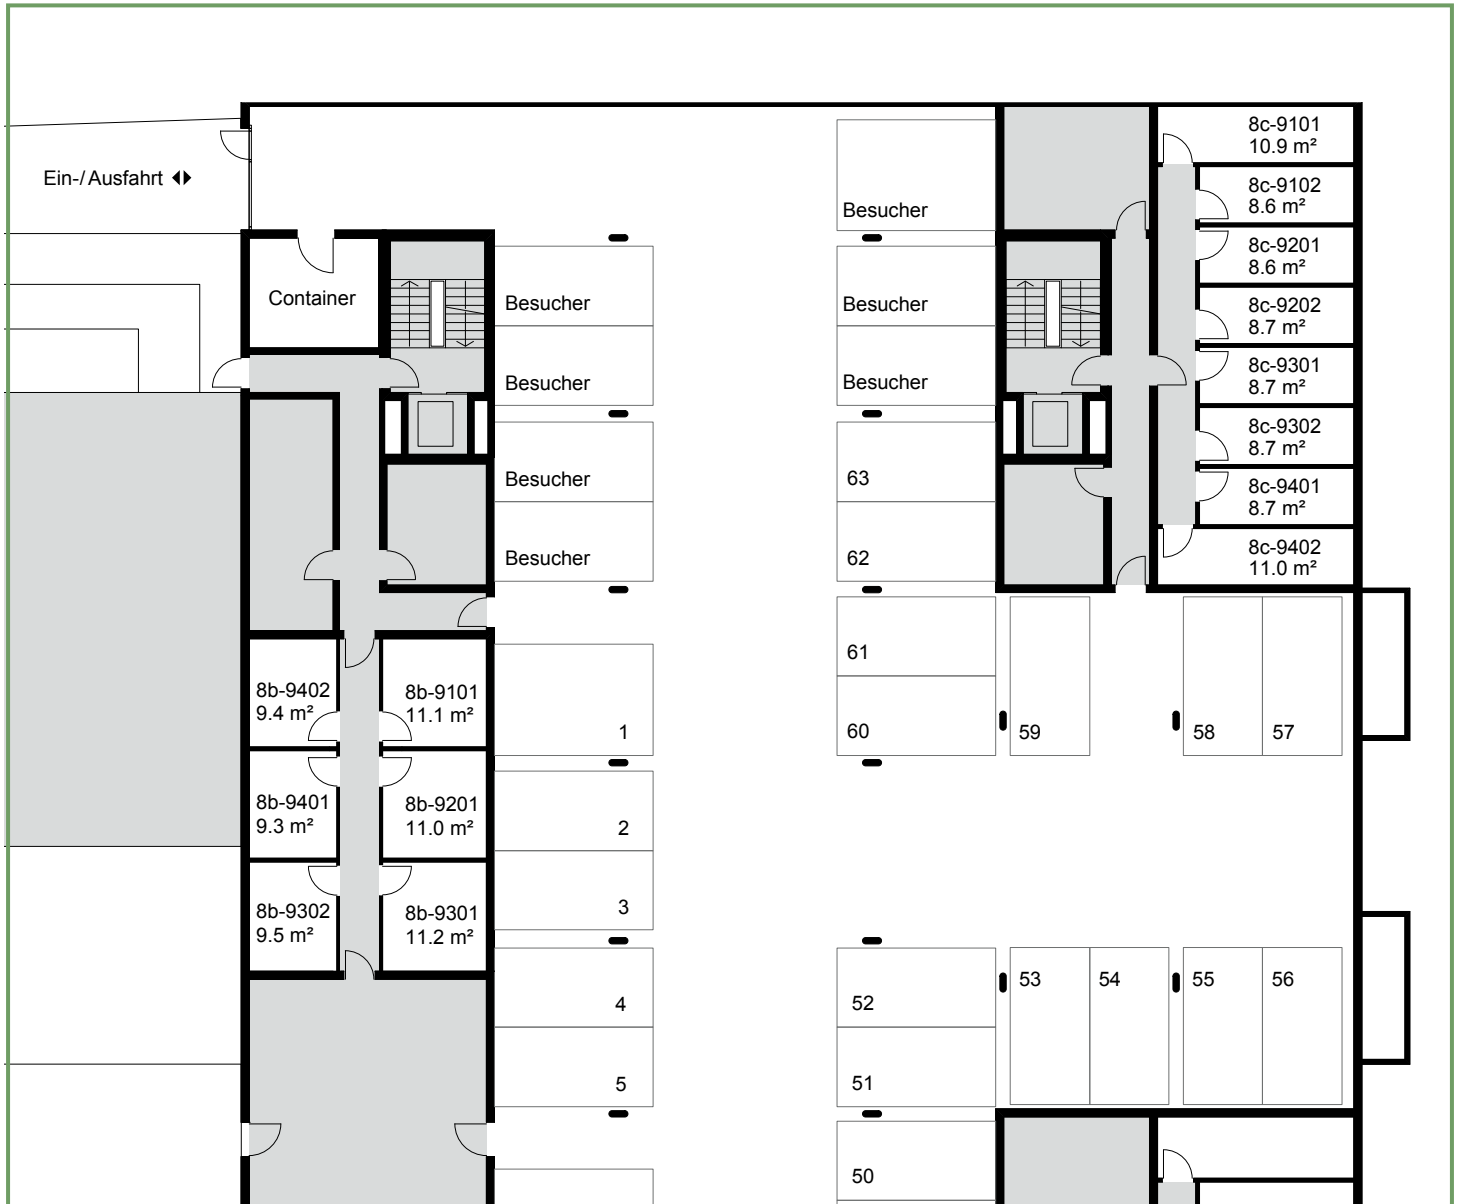 Ein-/Ausfahrt
Container
Besucher
Besucher
Besucher
Besucher
Besucher
Besucher
Besucher
63
62
61
60
59
58
57
8c-9101
10.9 m²
8c-9102
8.6 m²
8c-9201
8.6 m²
8c-9202
8.7 m²
8c-9301
8.7 m²
8c-9302
8.7 m²
8c-9401
8.7 m²
8c-9402
11.0 m²
8b-9402
9.4 m²
8b-9101
11.1 m²
8b-9401
9.3 m²
8b-9201
11.0 m²
8b-9302
9.5 m²
8b-9301
11.2 m²
1
2
3
4
5
52
51
50
53
54
55
56